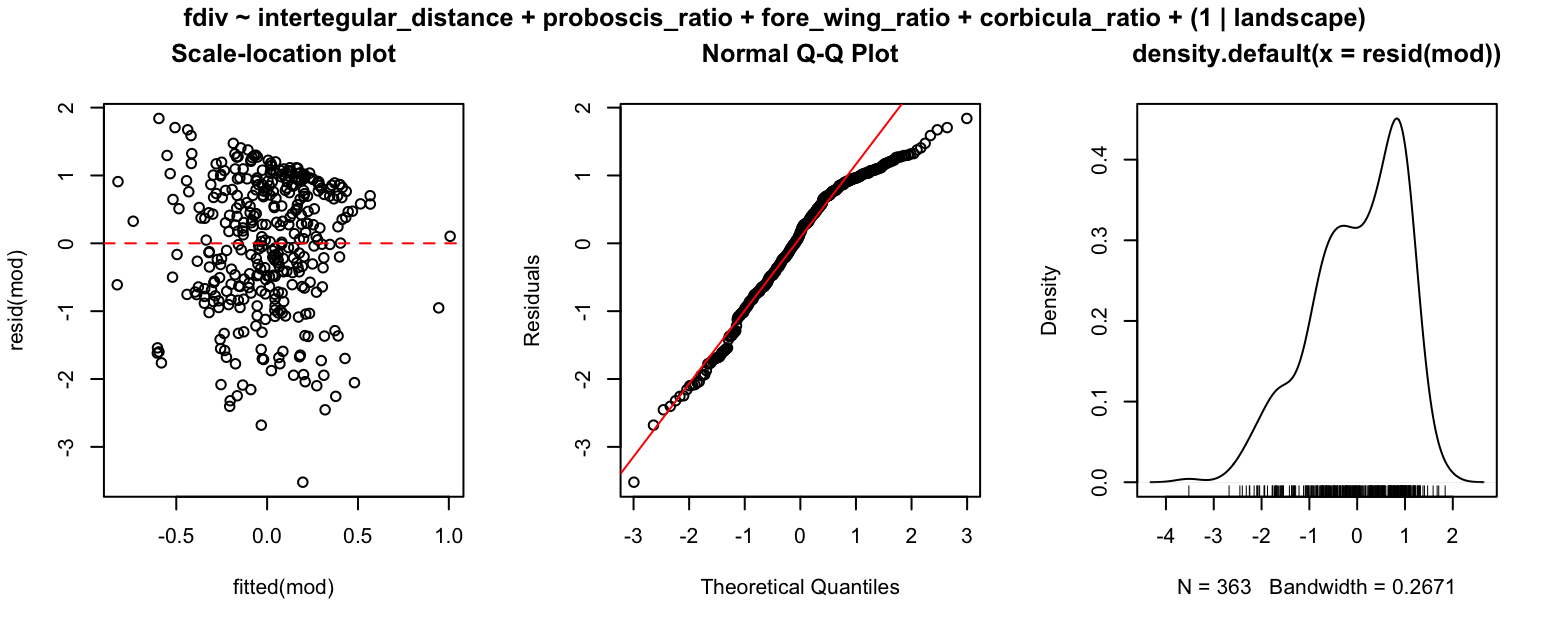 fdiv ~ intertegular_distance + proboscis_ratio + fore_wing_ratio + corbicula_ratio + (1 | landscape)
Scale-location plot
resid(mod)
2
1
0
-1
-2
-3
-0.5 0.0 0.5 1.0
fitted(mod)
Normal Q-Q Plot
Residuals
2
1
0
-1
-2
-3
-3 -2 -1 0 1 2 3
Theoretical Quantiles
density.default(x = resid(mod))
Density
0.4
0.3
0.2
0.1
0.0
-4 -3 -2 -1 0 1 2
N = 363 Bandwidth = 0.2671